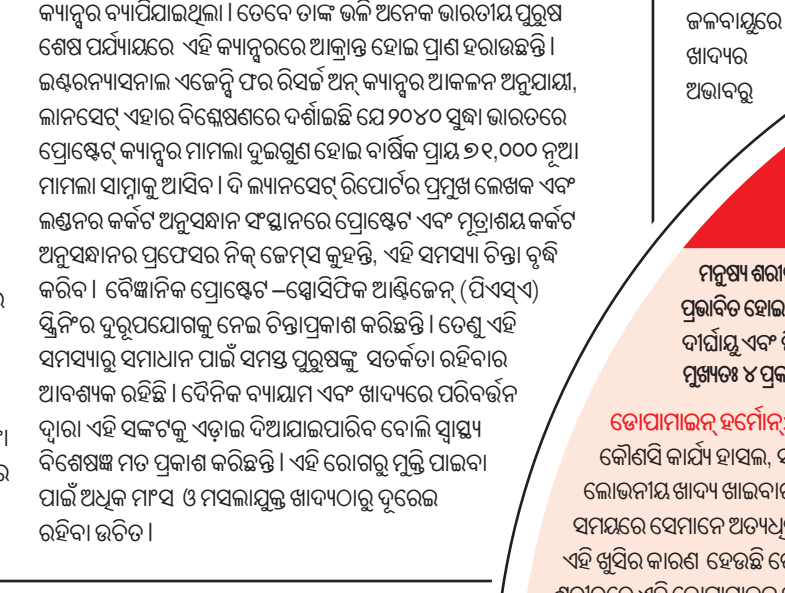 କ୍ୟାନ୍ସର ବ୍ୟାପିଯାଇଥିଲା । ତେବେ ତାଙ୍କ ଭଳି ଅନେକ ଭାରତୀୟ ପୁରୁଷ
ଶେଷ ପର୍ଯ୍ୟାୟରେ ଏହି କ୍ୟାନ୍ସରରେ ଆକ୍ରାନ୍ତ ହୋଇ ପ୍ରାଣ ହରାଉଛନ୍ତି ।
ଇଣ୍ଟରନ୍ୟାସନାଲ ଏଜେନ୍ସି ଫର ରିସର୍ଚ୍ଚ ଅନ୍ କ୍ୟାନ୍ସର ଆକଳନ ଅନୁଯାୟୀ,
ଲାନସେଟ୍ ଏହାର ବିଶ୍ଳେଷଣରେ ଦର୍ଶାଇଛି ଯେ ୨୦୪୦ ସୁଦ୍ଧା ଭାରତରେ
ପ୍ରୋଷ୍ଟେଟ୍ କ୍ୟାନ୍ସର ମାମଲା ଦୁଇଗୁଣ ହୋଇ ବାର୍ଷିକ ପ୍ରାୟ ୭୧,୦୦୦ ନୂଆ
ମାମଲା ସାମ୍ନାକୁ ଆସିବ । ଦି ଲ୍ୟାନସେଟ୍ ରିପୋର୍ଟର ପ୍ରମୁଖ ଲେଖକ ଏବଂ
ଲଣ୍ଡନର କର୍କଟ ଅନୁସନ୍ଧାନ ସଂସ୍ଥାନରେ ପ୍ରୋଷ୍ଟେଟ ଏବଂ ମୂତ୍ରାଶୟ କର୍କଟ
ଅନୁସନ୍ଧାନର ପ୍ରଫେସର ନିକ୍ ଜେମ୍‌ସ କୁହନ୍ତି, ଏହି ସମସ୍ୟା ଚିନ୍ତା ବୃଦ୍ଧି
କରିବ । ବୈଜ୍ଞାନିକ ପ୍ରୋଷ୍ଟେଟ –ସ୍ପେସିଫିକ ଆଣ୍ଟିଜେନ୍ (ପିଏସ୍‌ଏ)
ସ୍କ୍ରିନିଂର ଦୁରୂପଯୋଗକୁ ନେଇ ଚିନ୍ତାପ୍ରକାଶ କରିଛନ୍ତି । ତେଣୁ ଏହି
ସମସ୍ୟାରୁ ସମାଧାନ ପାଇଁ ସମସ୍ତ ପୁରୁଷଙ୍କୁ ସତର୍କତା ରହିବାର
ଆବଶ୍ୟକ ରହିଛି । ଦୈନିକ ବ୍ୟାୟାମ ଏବଂ ଖାଦ୍ୟରେ ପରିବର୍ତ୍ତନ
ଦ୍ୱାରା ଏହି ସଙ୍କଟକୁ ଏଡ଼ାଇ ଦିଆଯାଇପାରିବ ବୋଲି ସ୍ୱାସ୍ଥ୍ୟ
ବିଶେଷଜ୍ଞ ମତ ପ୍ରକାଶ କରିଛନ୍ତି । ଏହି ରୋଗରୁ ମୁକ୍ତି ପାଇବା
ପାଇଁ ଅଧିକ ମାଂସ ଓ ମସଲାଯୁକ୍ତ ଖାଦ୍ୟଠାରୁ ଦୂରେଇ
ରହିବା ଉଚିତ ।
ଜଳବାୟୁରେ
ଖାଦ୍ୟର
ଅଭାବରୁ
ମନୁଷ୍ୟ
ପ୍ରଭାବିତ ହୋଇ
ଦୀର୍ଘାୟୁ ଏବଂ
ମୁଖ୍ୟତଃ ୪
ଡୋପାମାଇନ୍ ହର୍ମୋନ୍:
କୌଣସି କାର୍ଯ୍ୟ ହାସଲ,
ଲୋଭନୀୟ ଖାଦ୍ୟ
ସମୟରେ ସେମାନେ
ଏହି ଖୁସିର କାରଣ ହେଉଛି